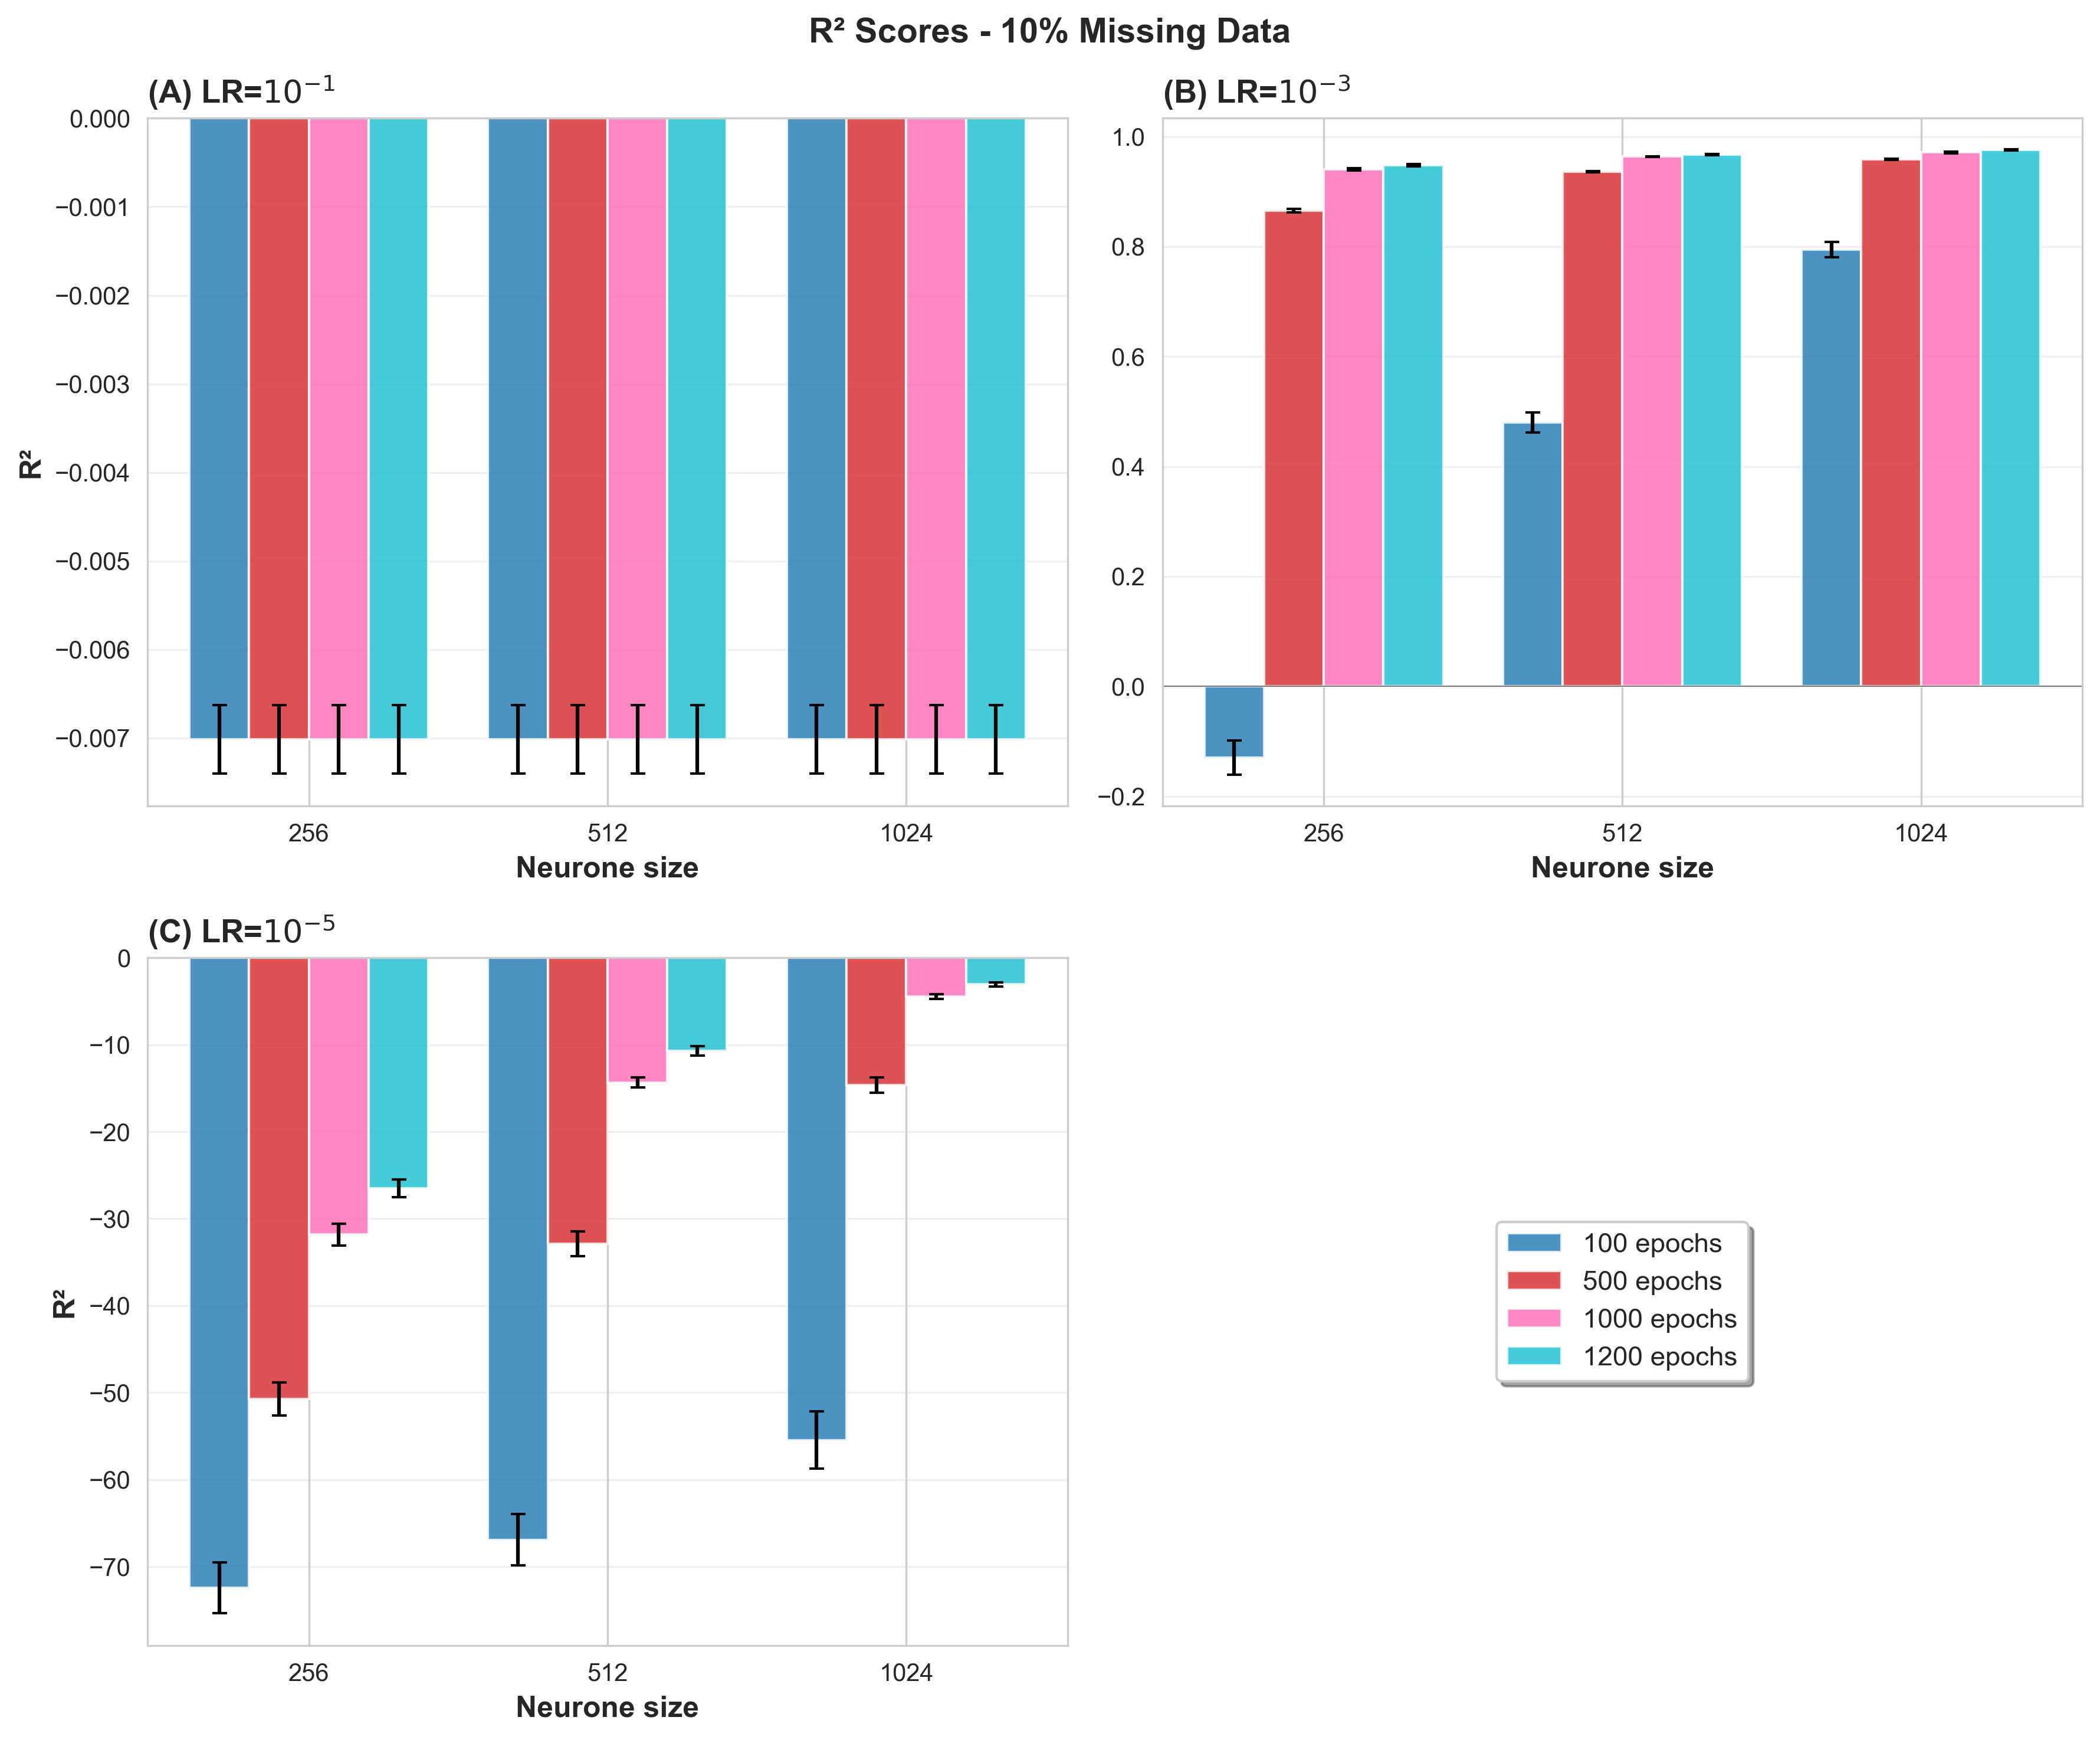 R² Scores - 10% Missing Data
(A) LR=10⁻¹
0.000
−0.001
−0.002
−0.003
−0.004
−0.005
−0.006
−0.007
R²
256 512 1024
Neurone size
(B) LR=10⁻³
1.0
0.8
0.6
0.4
0.2
0.0
−0.2
256 512 1024
Neurone size
(C) LR=10⁻⁵
0
−10
−20
−30
−40
−50
−60
−70
R²
256 512 1024
Neurone size
100 epochs
500 epochs
1000 epochs
1200 epochs